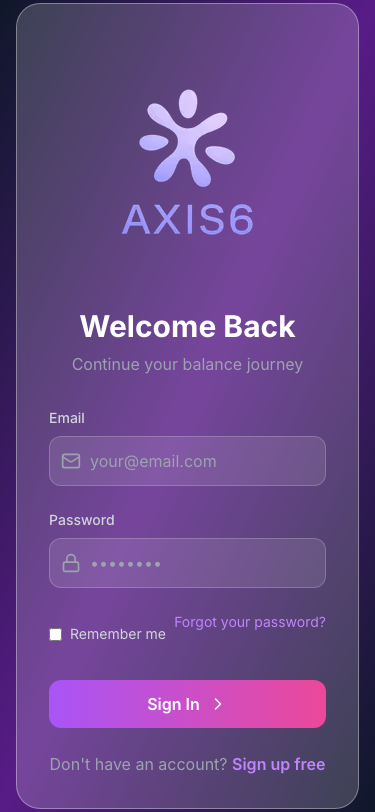 AXIS6
Welcome Back
Continue your balance journey
Email
your@email.com
Password
••••••••
Forgot your password?
Remember me
Sign In
Don't have an account? Sign up free